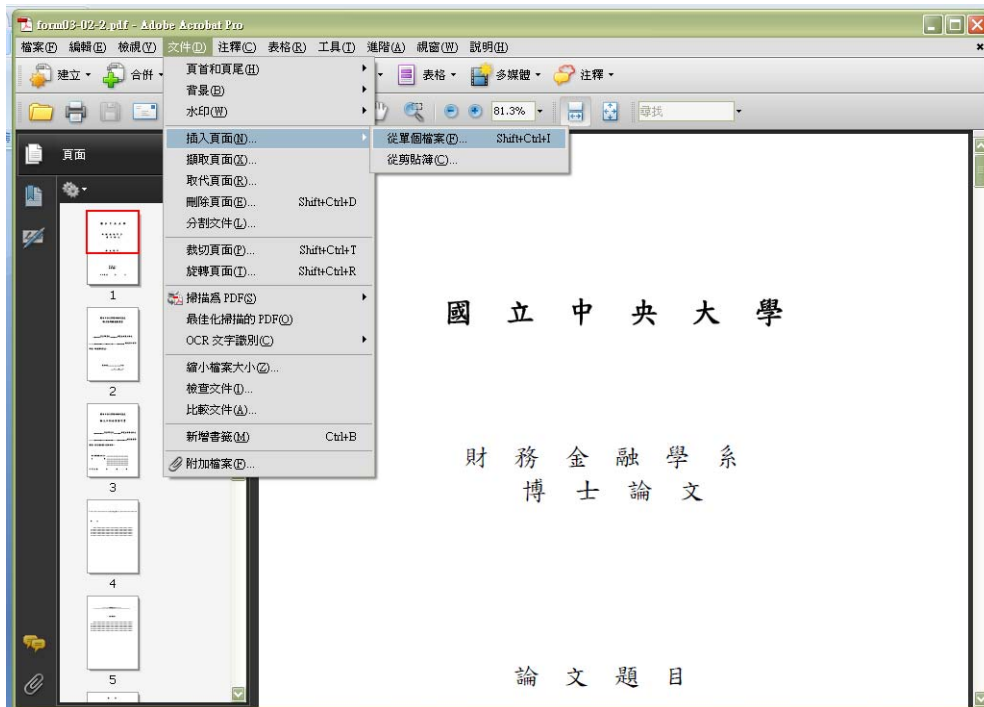 form03-02-2.pdf - Adobe Acrobat Pro
檔案(F) 編輯(E) 檢視(V) 文件(D) 注釋(C) 表格(R) 工具(T) 進階(A) 視窗(W) 說明(H)
建立 合併 表格 多媒體 注釋
81.3% 尋找
頁首和頁尾(H)
背景(B)
水印(W)
插入頁面(N)...
從單個檔案(F)... Shift+Ctrl+I
從剪貼簿(C)...
擷取頁面(X)...
取代頁面(R)...
刪除頁面(E)... Shift+Ctrl+D
分割文件(L)...
裁切頁面(P)... Shift+Ctrl+T
旋轉頁面(T)... Shift+Ctrl+R
掃描為 PDF(S)
最佳化掃描的 PDF(O)
OCR 文字識別(C)
縮小檔案大小(Z)...
檢查文件(I)...
比較文件(A)...
新增書籤(M) Ctrl+B
附加檔案(F)...
頁面
1
2
3
4
5
國立中央大學
財務金融學系
博士論文
論文題目